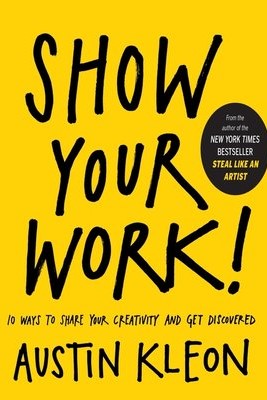 SHOW
YOUR
WORK!
From the
author of the
NEW YORK TIMES
BESTSELLER
STEAL LIKE AN
ARTIST
10 WAYS TO SHARE YOUR CREATIVITY AND GET DISCOVERED
AUSTIN KLEON